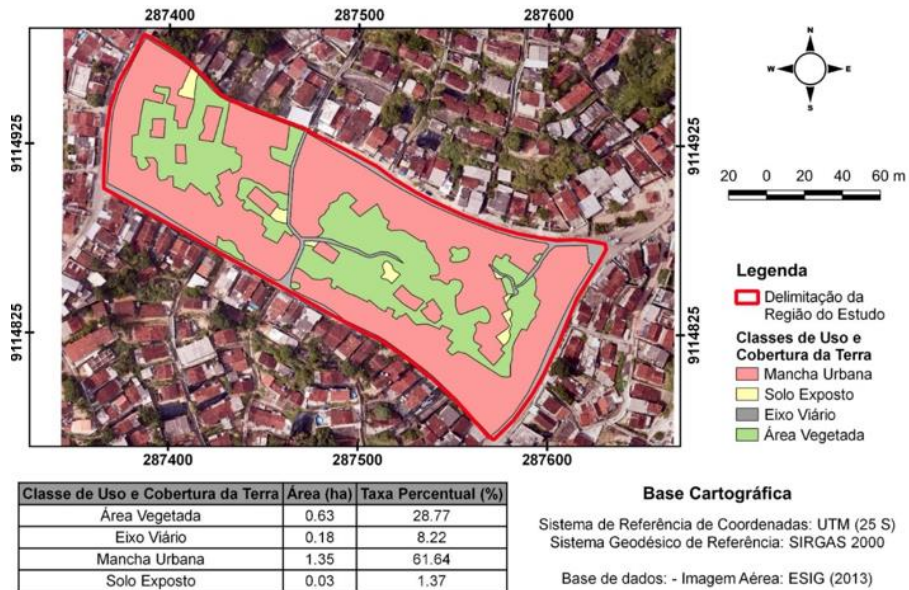 287400 287500 287600
N
W E
S
9114925 9114925
20 0 20 40 60 m
Legenda
Delimitação da
Região do Estudo
Classes de Uso e
Cobertura da Terra
Mancha Urbana
Solo Exposto
Eixo Viário
Área Vegetada
9114825 9114825
287400 287500 287600
Classe de Uso e Cobertura da Terra Área (ha) Taxa Percentual (%)
Área Vegetada 0.63 28.77
Eixo Viário 0.18 8.22
Mancha Urbana 1.35 61.64
Solo Exposto 0.03 1.37
Base Cartográfica
Sistema de Referência de Coordenadas: UTM (25 S)
Sistema Geodésico de Referência: SIRGAS 2000
Base de dados: - Imagem Aérea: ESIG (2013)